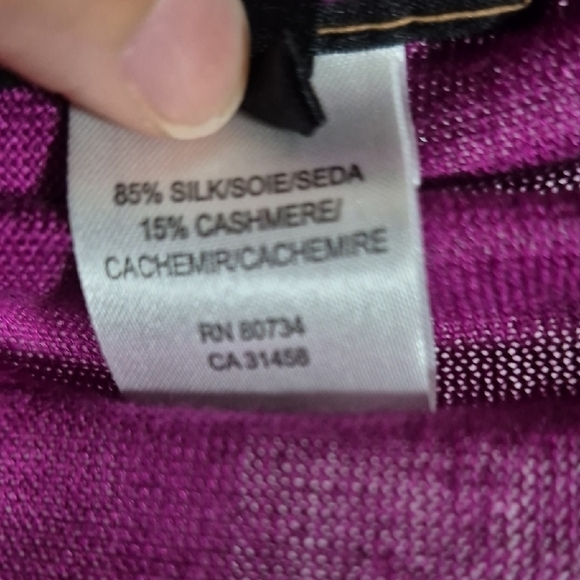 85% SILK/SOIE/SEDA
15% CASHMERE/
CACHEMIR/CACHEMIRE
RN 80734
CA 31458